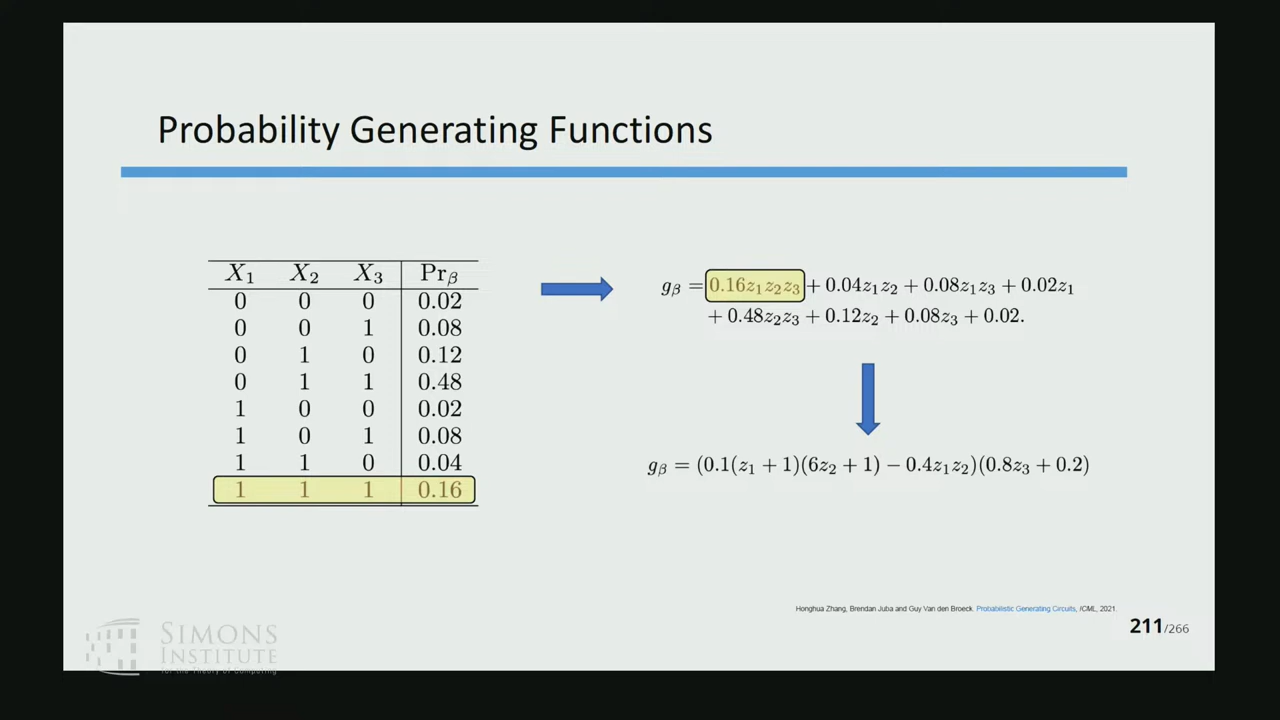 Probability Generating Functions
X₁ X₂ X₃ Prᵦ
0 0 0 0.02
0 0 1 0.08
0 1 0 0.12
0 1 1 0.48
1 0 0 0.02
1 0 1 0.08
1 1 0 0.04
1 1 1 0.16
gᵦ = 0.16z₁z₂z₃ + 0.04z₁z₂ + 0.08z₁z₃ + 0.02z₁
+ 0.48z₂z₃ + 0.12z₂ + 0.08z₃ + 0.02.
gᵦ = (0.1(z₁ + 1)(6z₂ + 1) − 0.4z₁z₂)(0.8z₃ + 0.2)
Honghua Zhang, Brendan Juba and Guy Van den Broeck. Probabilistic Generating Circuits, ICML, 2021.
211/266
SIMONS
INSTITUTE
for the Theory of Computing